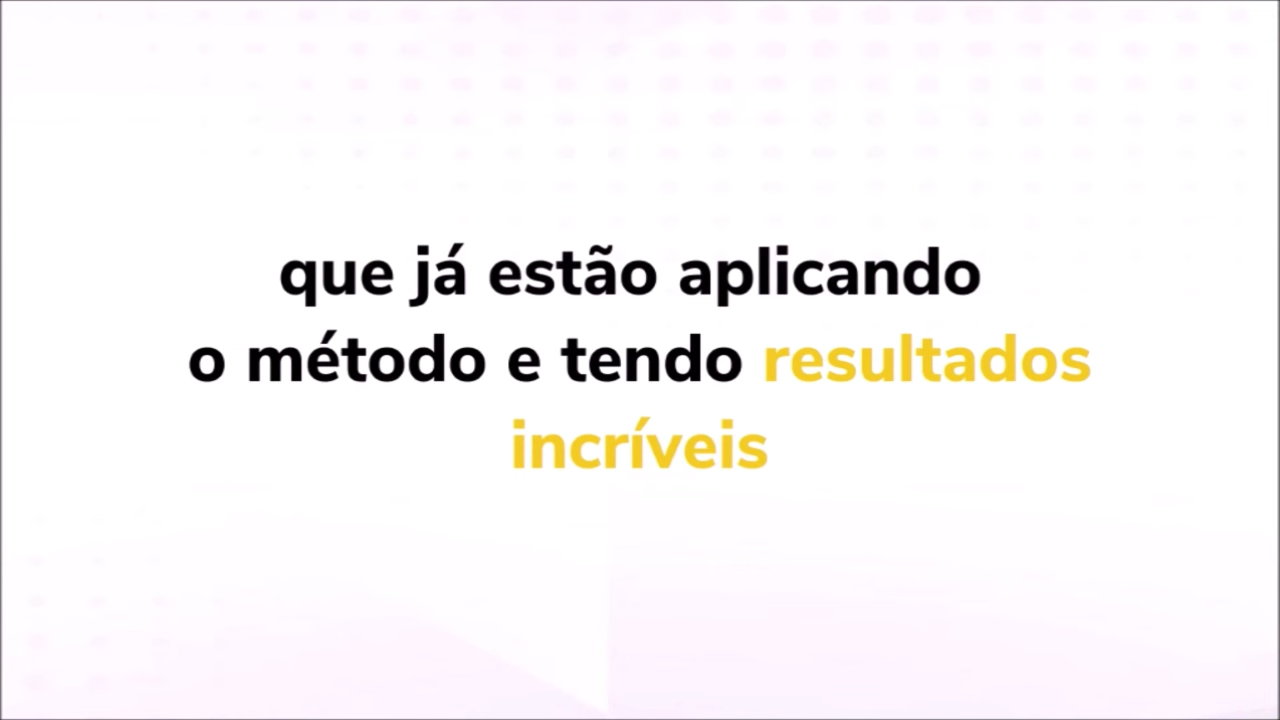 que já estão aplicando
o método e tendo resultados
incríveis